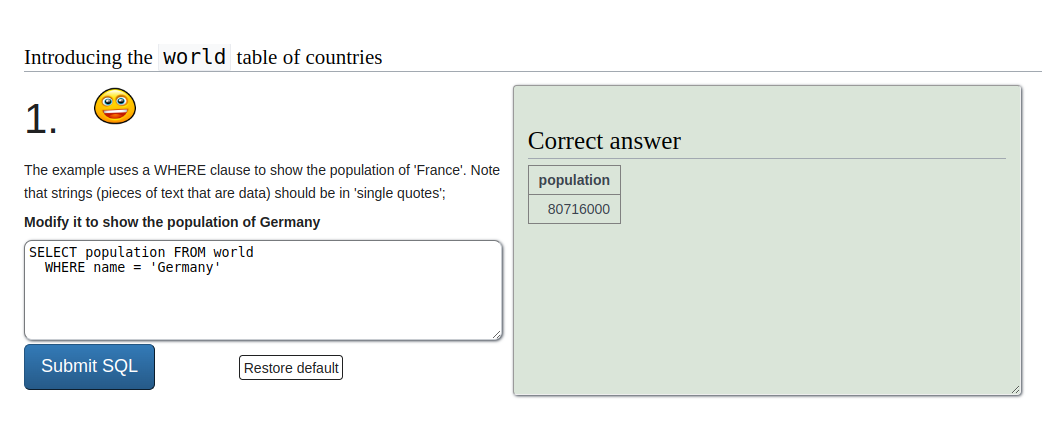 Introducing the world table of countries
1.
The example uses a WHERE clause to show the population of 'France'. Note
that strings (pieces of text that are data) should be in 'single quotes';
Modify it to show the population of Germany
SELECT population FROM world
WHERE name = 'Germany'
Submit SQL
Restore default
Correct answer
population
80716000